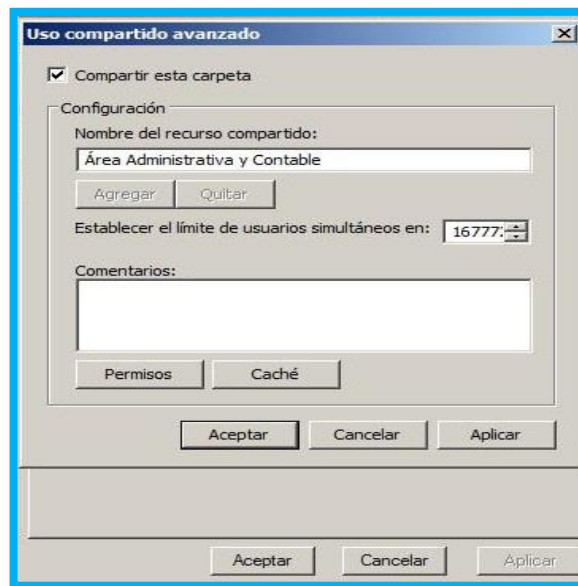 Uso compartido avanzado
Compartir esta carpeta
Configuración
Nombre del recurso compartido:
Área Administrativa y Contable
Agregar Quitar
Establecer el límite de usuarios simultáneos en: 16777
Comentarios:
Permisos Caché
Aceptar Cancelar Aplicar
Aceptar Cancelar Aplicar